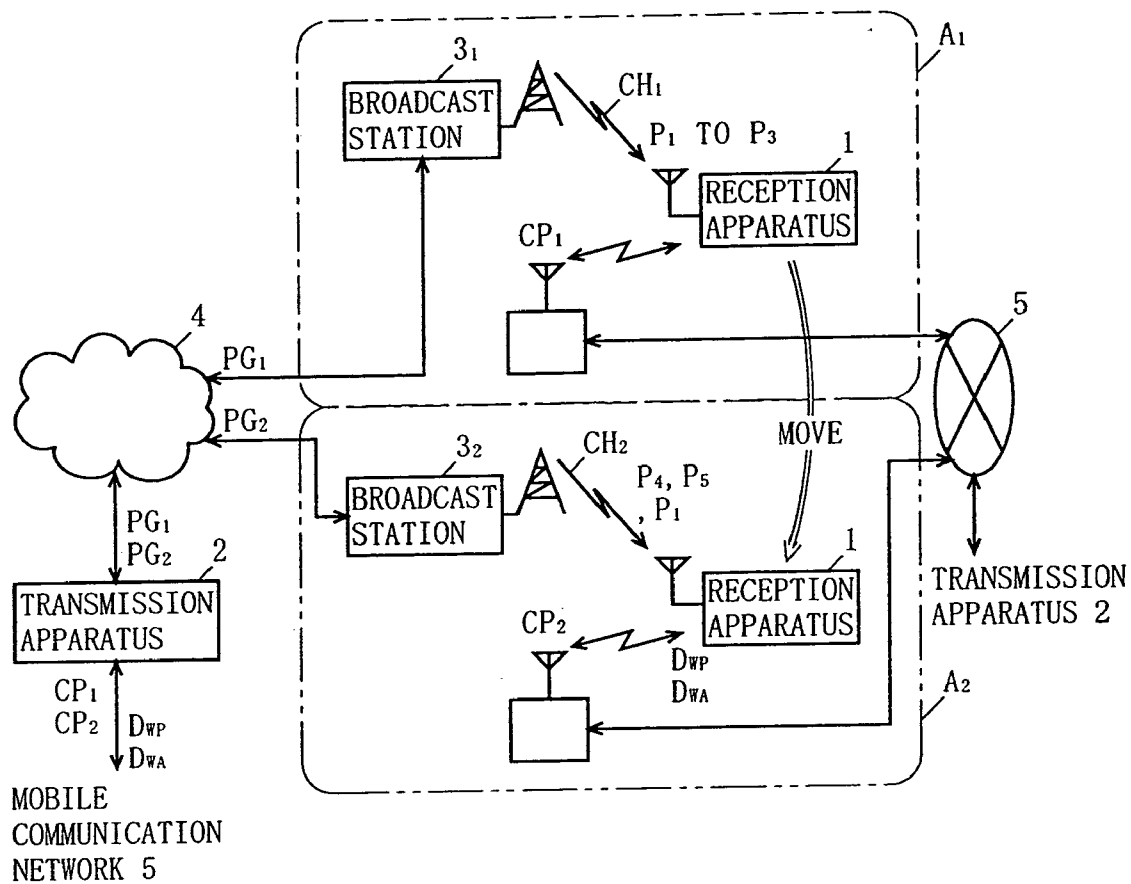 A₁
3₁
BROADCAST
STATION
CH₁
P₁ TO P₃
1
RECEPTION
APPARATUS
CP₁
4
PG₁
5
PG₂
MOVE
3₂
BROADCAST
STATION
CH₂
P₄, P₅
, P₁
1
RECEPTION
APPARATUS
PG₁
PG₂
2
TRANSMISSION
APPARATUS
TRANSMISSION
APPARATUS 2
CP₂
DWP
DWA
A₂
CP₁
CP₂
DWP
DWA
MOBILE
COMMUNICATION
NETWORK 5